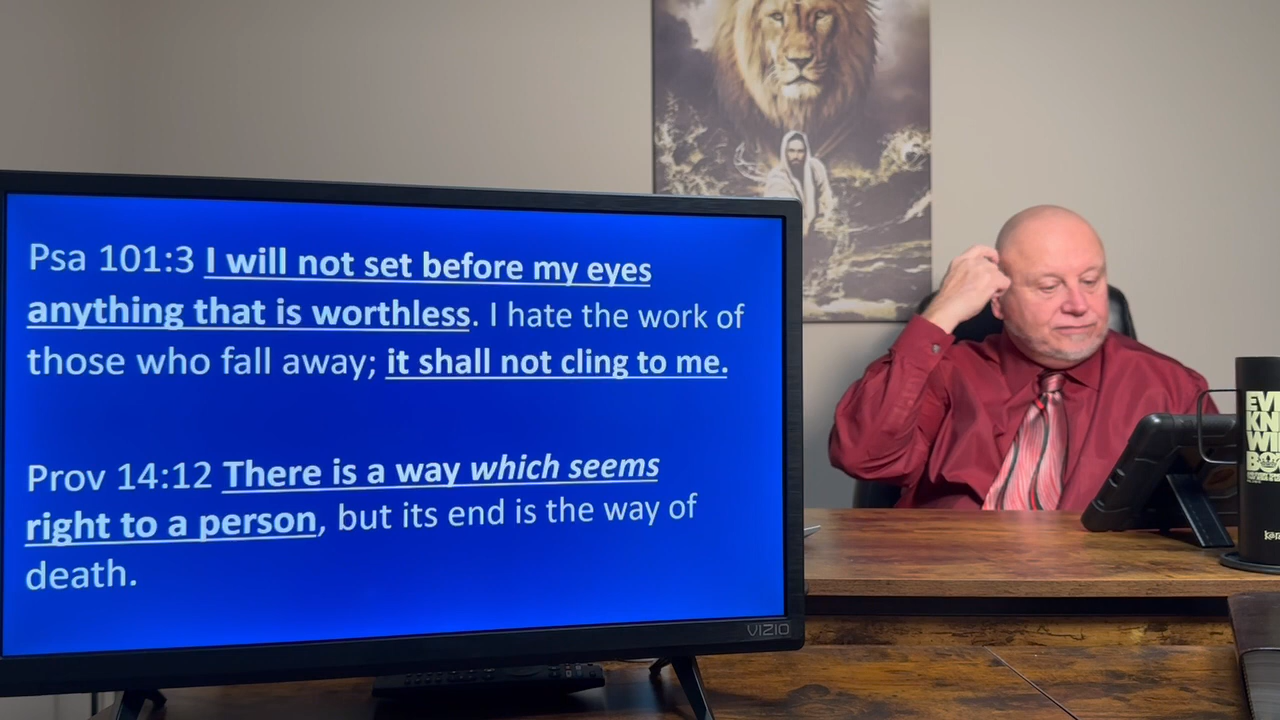 Psa 101:3 I will not set before my eyes
anything that is worthless. I hate the work of
those who fall away; it shall not cling to me.
Prov 14:12 There is a way which seems
right to a person, but its end is the way of
death.
VIZIO